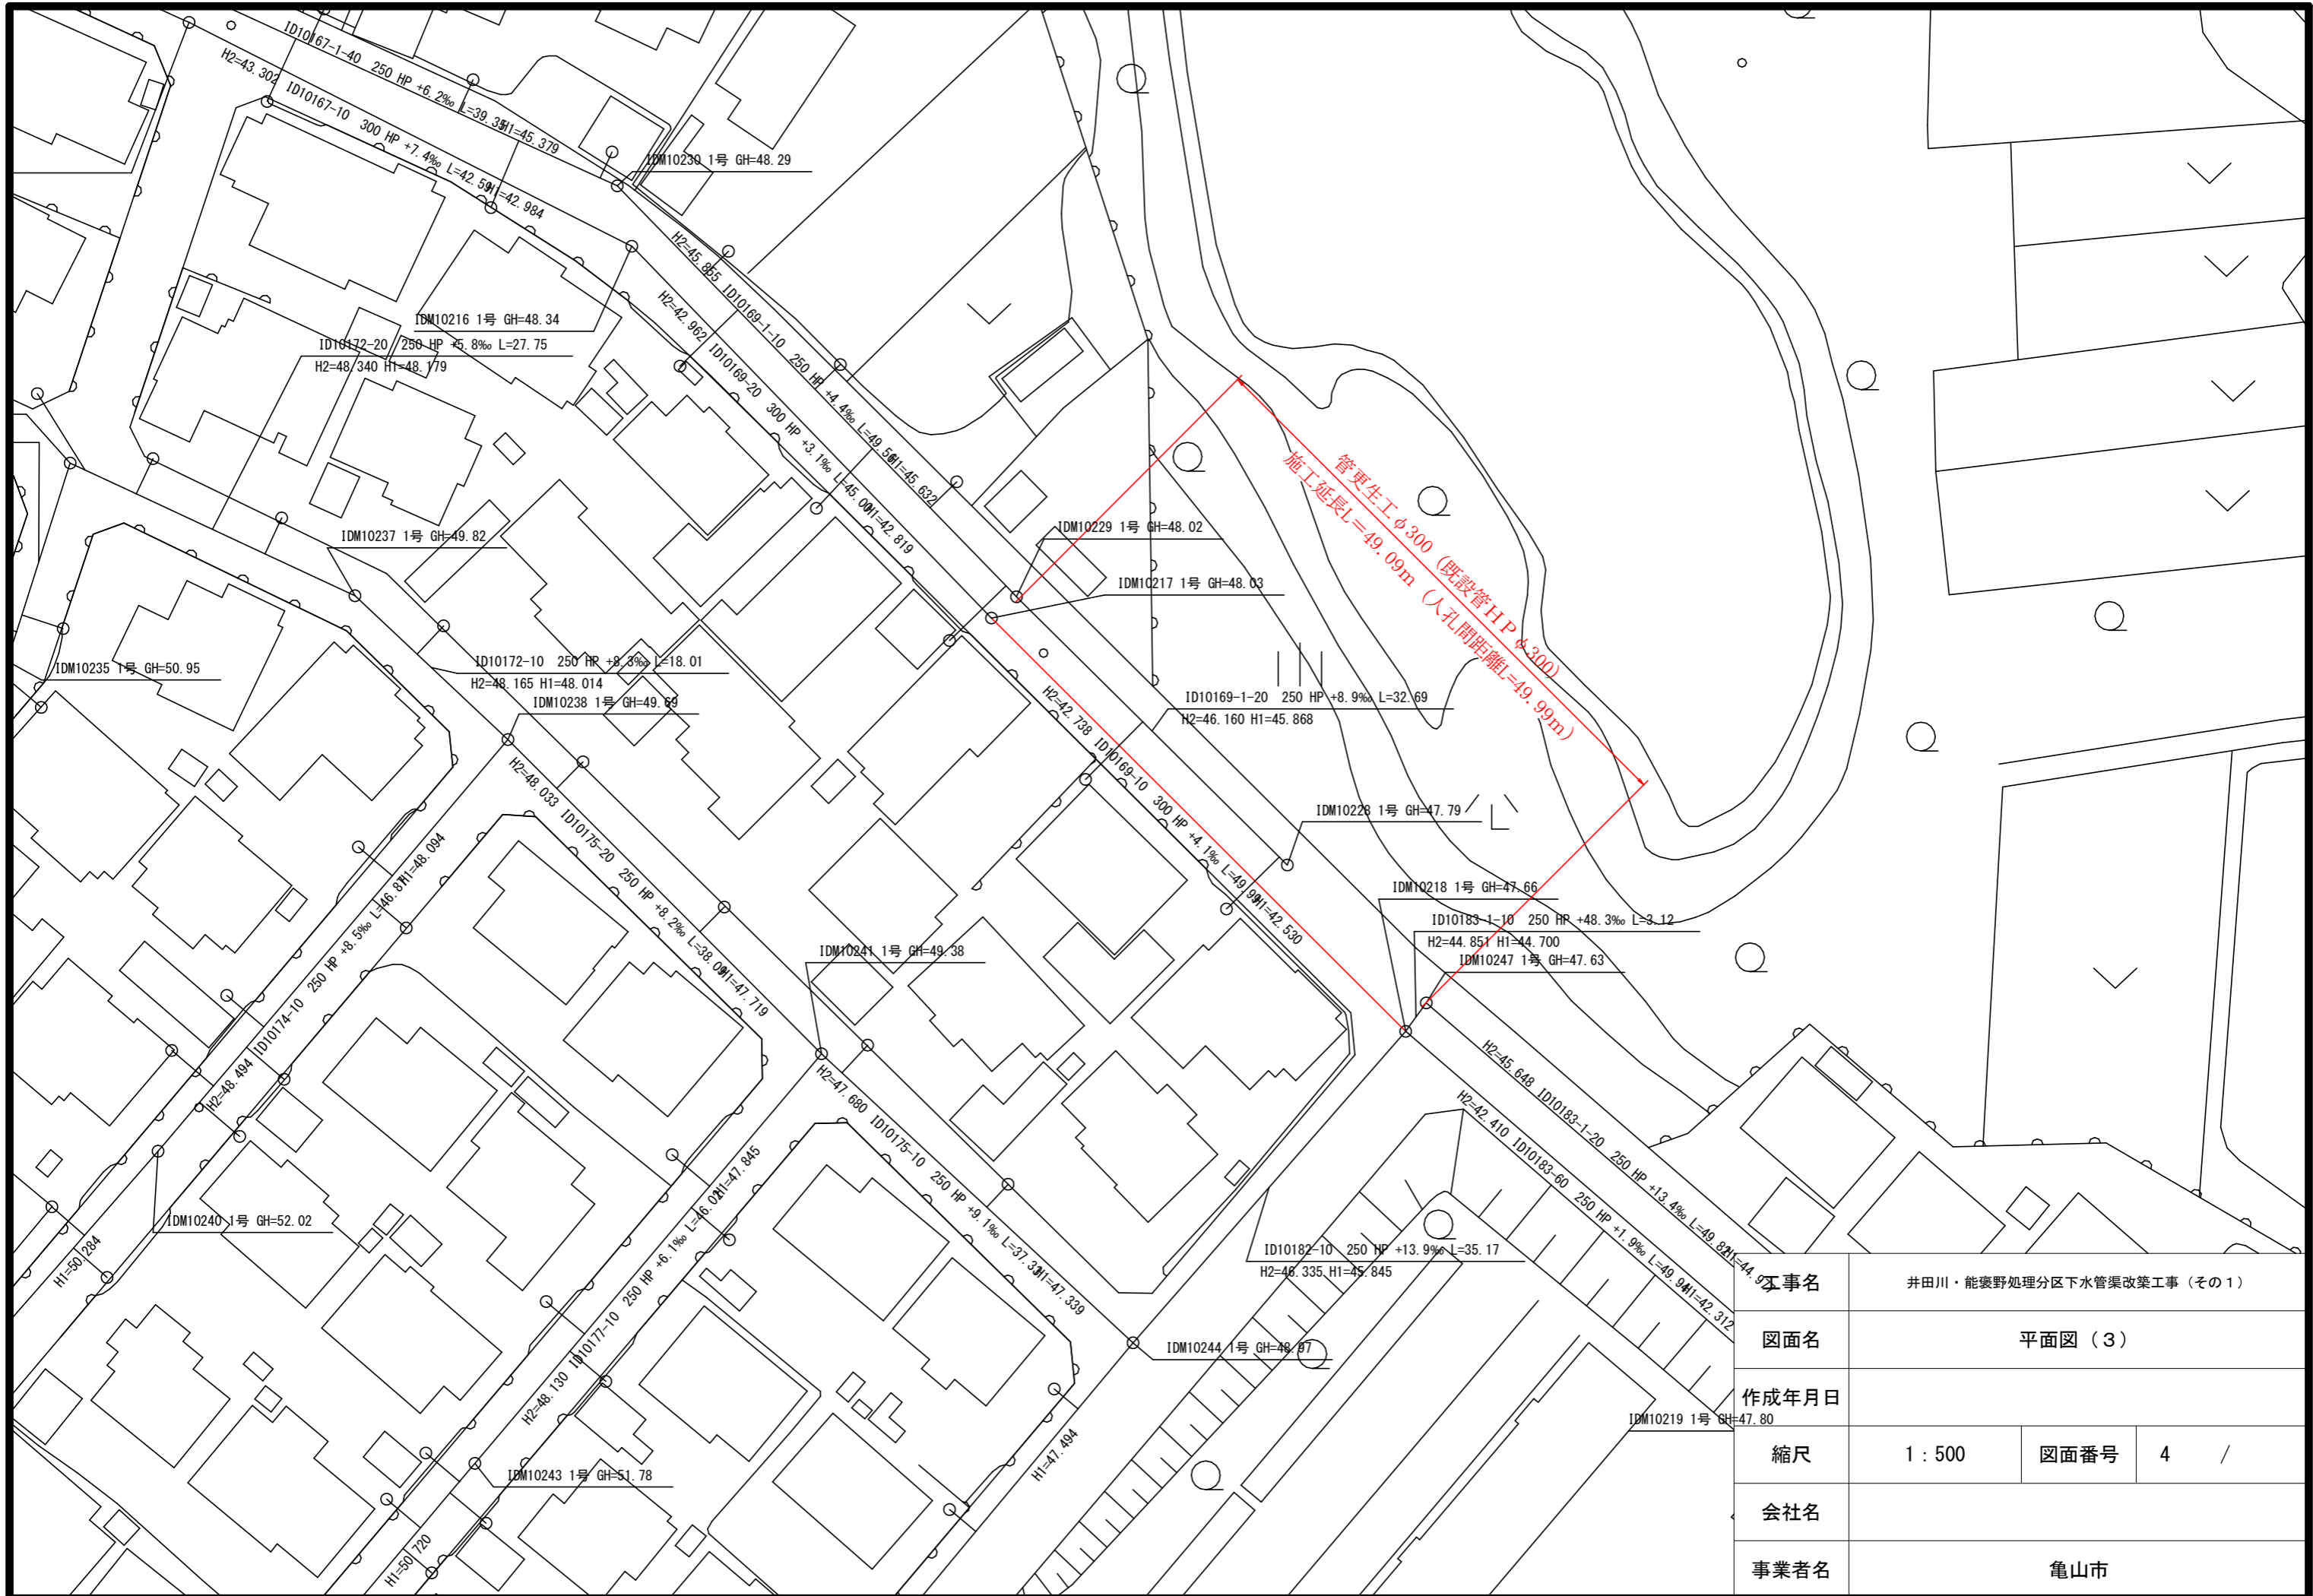 ID10167-1-40 250 HP +6.2‰ L=39.35
H1=45.379
H2=43.302 ID10167-10 300 HP +7.4‰ L=42.59
H1=42.984
IDM10230 1号 GH=48.29
H2=45.855 ID10169-1-10 250 HP +4.4‰ L=49.56
H1=45.632
IDM10216 1号 GH=48.34
ID10172-20 250 HP +5.8‰ L=27.75
H2=48.340 H1=48.179
H2=42.962 ID10169-20 300 HP +3.1‰ L=45.00
H1=42.819
管更生工φ300（既設管HPφ300）
施工延長L=49.09m（人孔間距離L=49.99m）
IDM10237 1号 GH=49.82
IDM10229 1号 GH=48.02
IDM10217 1号 GH=48.03
IDM10235 1号 GH=50.95
ID10172-10 250 HP +8.3‰ L=18.01
H2=48.165 H1=48.014
IDM10238 1号 GH=49.69
ID10169-1-20 250 HP +8.9‰ L=32.69
H2=46.160 H1=45.868
H2=42.738 ID10169-10 300 HP +4.1‰ L=49.99
H1=42.530
H2=48.033 ID10175-20 250 HP +8.2‰ L=38.09
H1=47.719
IDM10228 1号 GH=47.79
H1=48.094
H2=48.494 ID10174-10 250 HP +8.5‰ L=46.87
IDM10218 1号 GH=47.66
ID10183-1-10 250 HP +48.3‰ L=3.12
H2=44.851 H1=44.700
IDM10247 1号 GH=47.63
IDM10241 1号 GH=49.38
H2=45.648 ID10183-1-20 250 HP +13.4‰ L=49.82
H2=42.410 ID10183-60 250 HP +1.9‰ L=49.94
H1=42.312
H2=47.680 ID10175-10 250 HP +9.1‰ L=37.33
H1=47.339
H1=47.845
H2=48.130 ID10177-10 250 HP +6.1‰ L=46.02
IDM10240 1号 GH=52.02
H1=50.284
ID10182-10 250 HP +13.9‰ L=35.17
H2=46.335 H1=45.845
IDM10244 1号 GH=48.97
IDM10219 1号 GH=47.80
H1=47.494
IDM10243 1号 GH=51.78
H1=50.720
工事名 井田川・能褒野処理分区下水管渠改築工事（その１）
図面名 平面図（３）
作成年月日
縮尺 1：500 図面番号 4 /
会社名
事業者名 亀山市